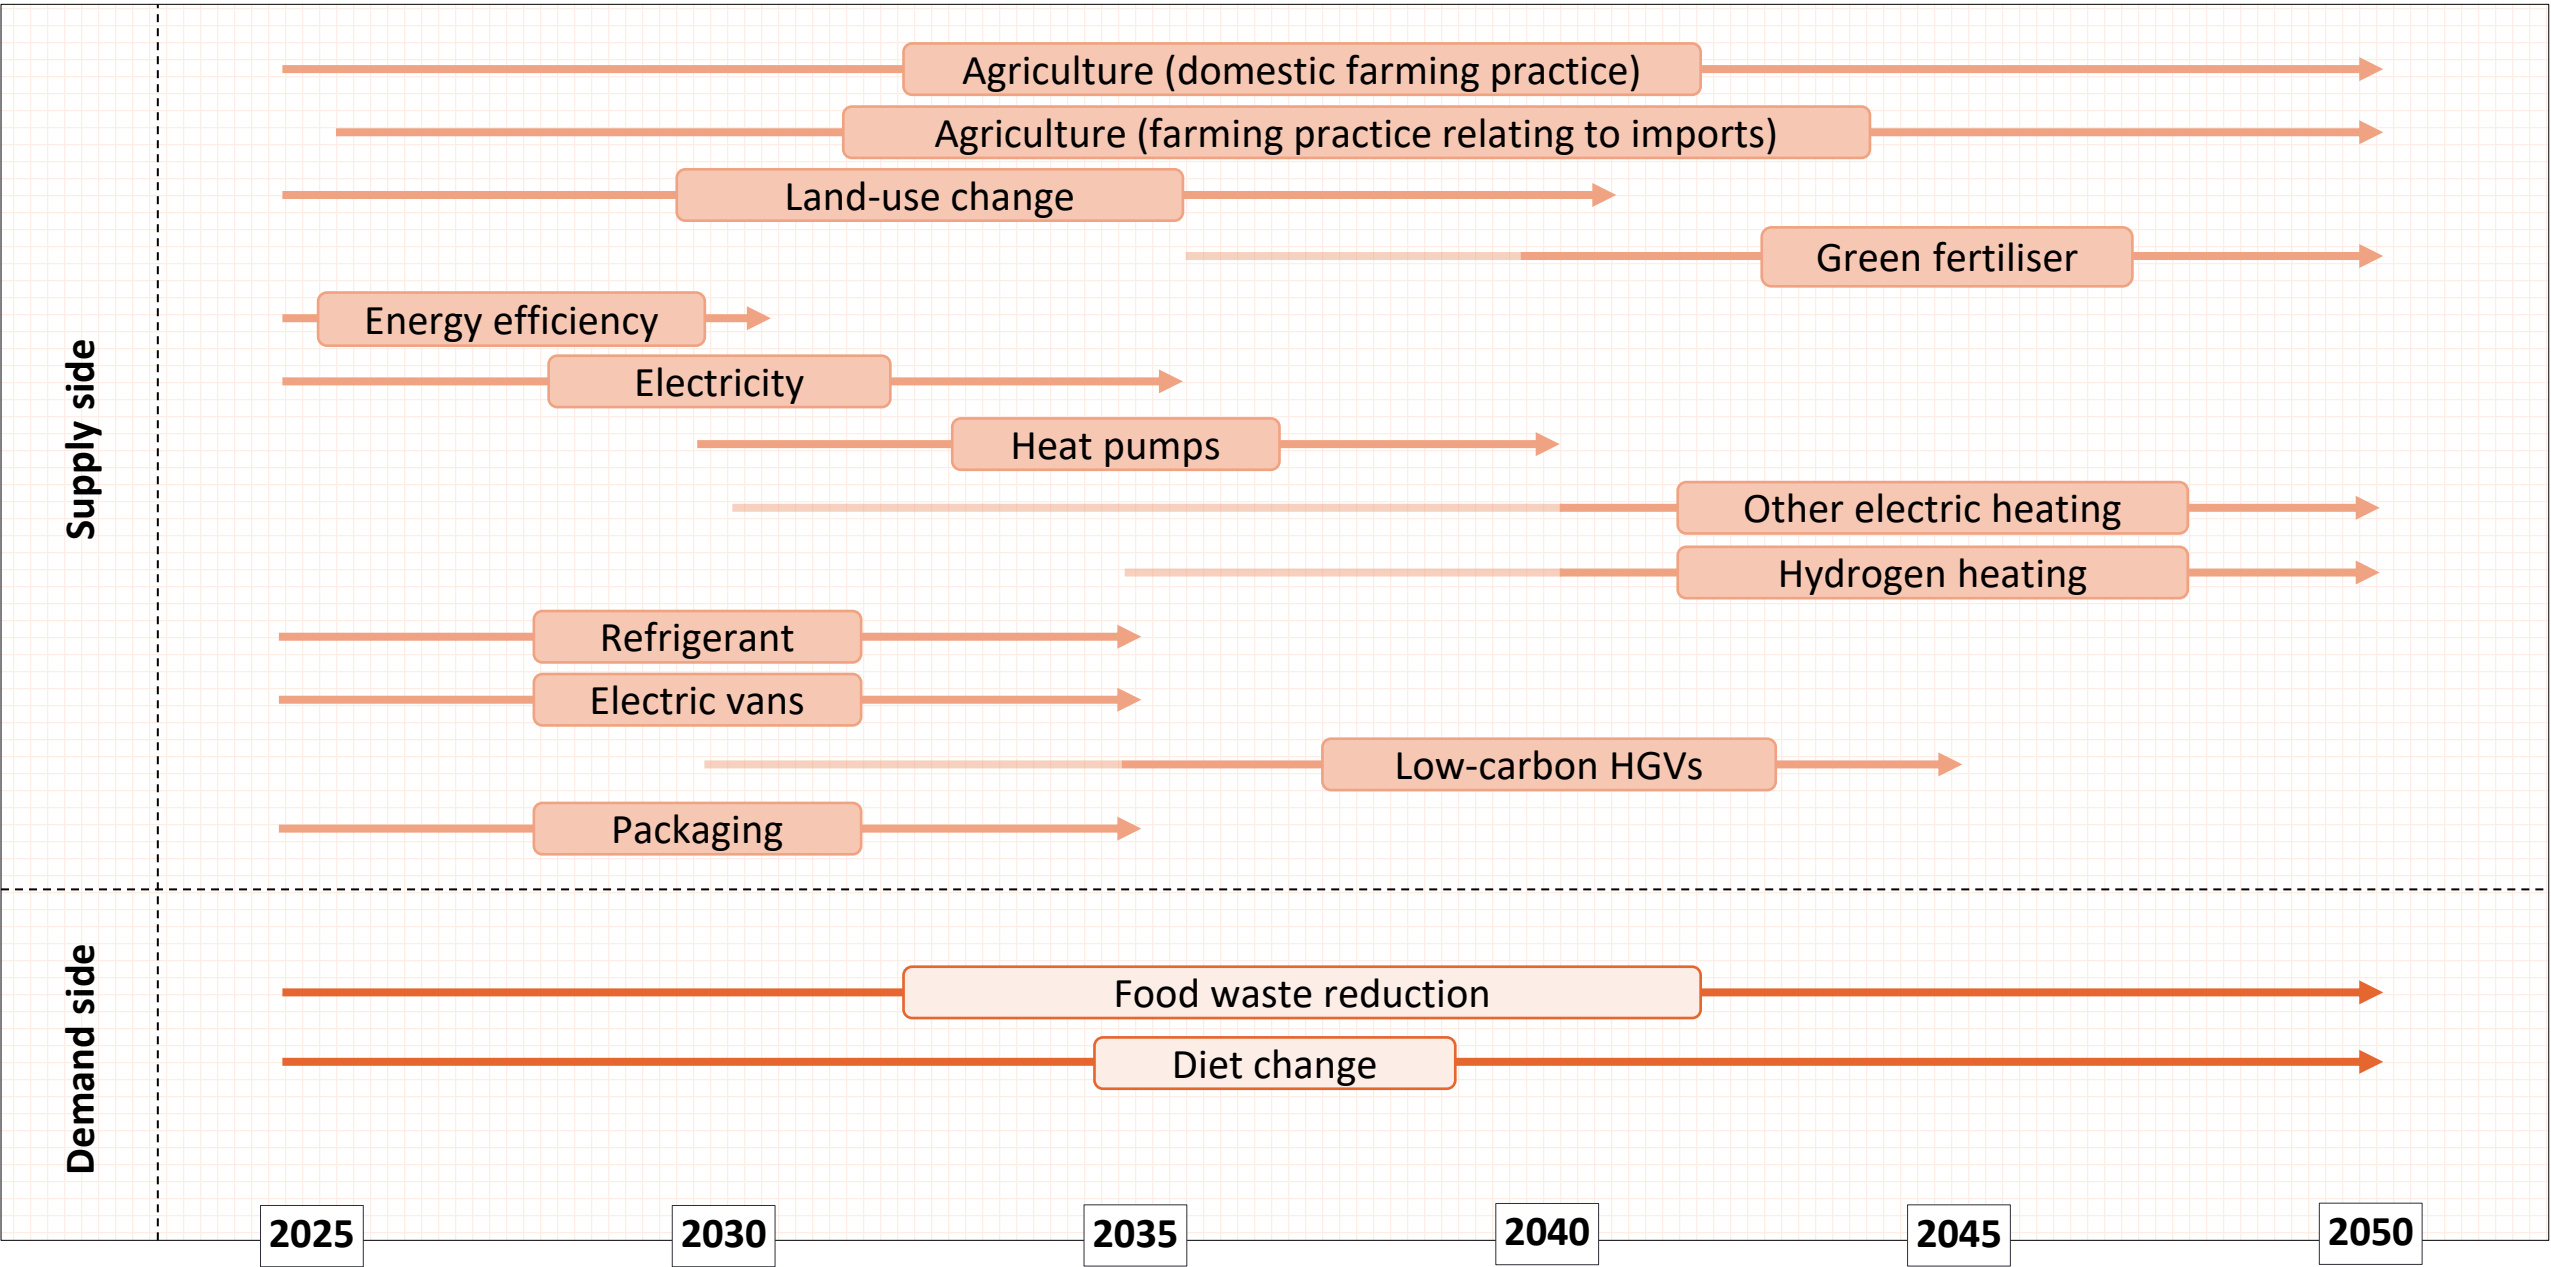 Supply side
Agriculture (domestic farming practice)
Agriculture (farming practice relating to imports)
Land-use change
Green fertiliser
Energy efficiency
Electricity
Heat pumps
Other electric heating
Hydrogen heating
Refrigerant
Electric vans
Low-carbon HGVs
Packaging
Demand side
Food waste reduction
Diet change
2025
2030
2035
2040
2045
2050